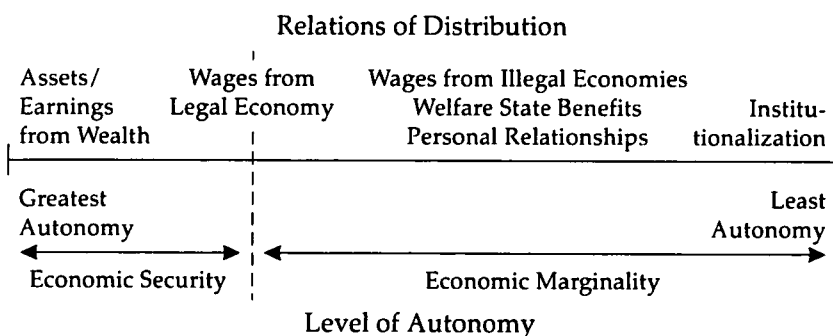 Relations of Distribution
Assets/
Earnings
from Wealth
Wages from
Legal Economy
Wages from Illegal Economies
Welfare State Benefits
Personal Relationships
Institu-
tionalization
Greatest
Autonomy
Least
Autonomy
Economic Security
Economic Marginality
Level of Autonomy